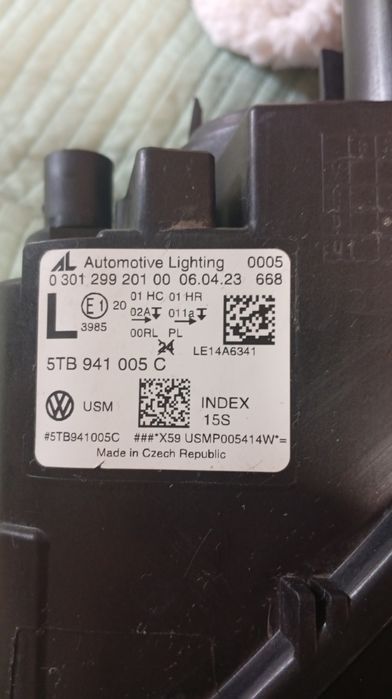 AL Automotive Lighting 0005
0 301 299 201 00 06.04.23 668
L E1 20 01 HC 01 HR
3985 02A 011a
00RL PL
24
LE14A6341
5TB 941 005 C
VW USM INDEX
15S
#5TB941005C ###*X59 USMP005414W*=
Made in Czech Republic